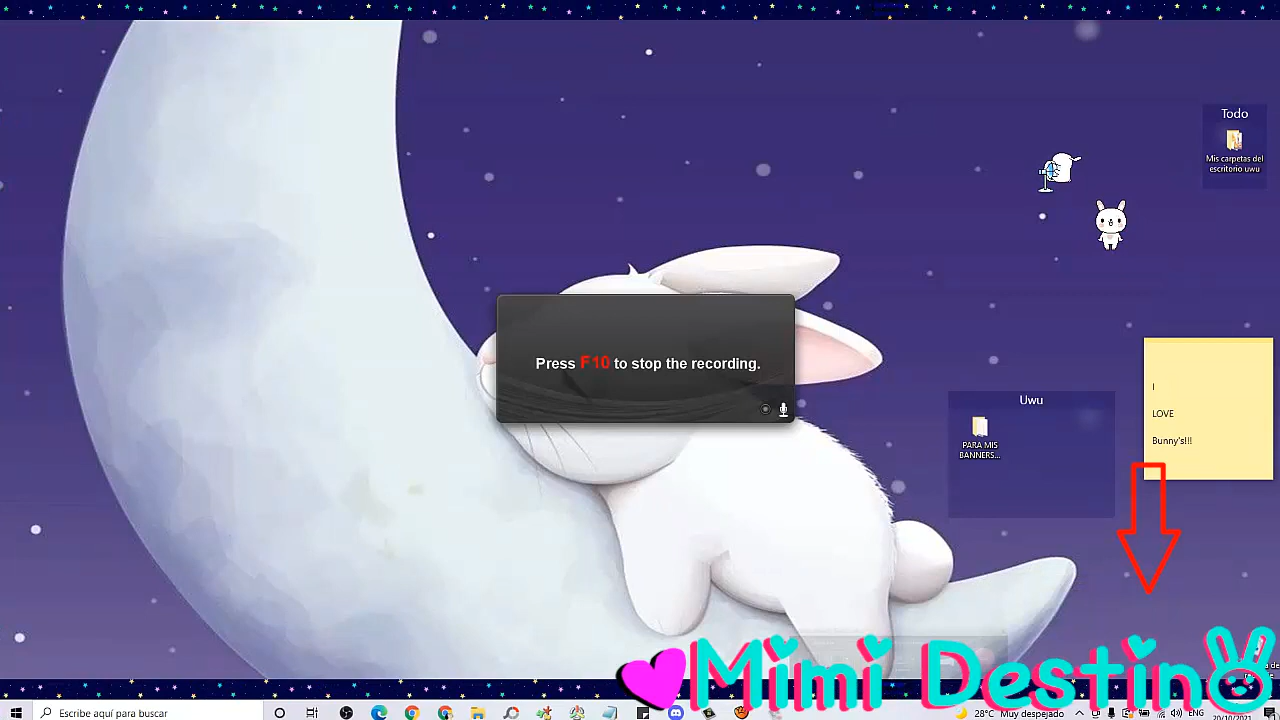 Todo
Mis carpetas del
escritorio uwu
Press F10 to stop the recording.
I
LOVE
Bunny's!!!
Uwu
PARA MIS
BANNERS...
Mimi Destino
Escribe aquí para buscar
28°C Muy despejado
ENG